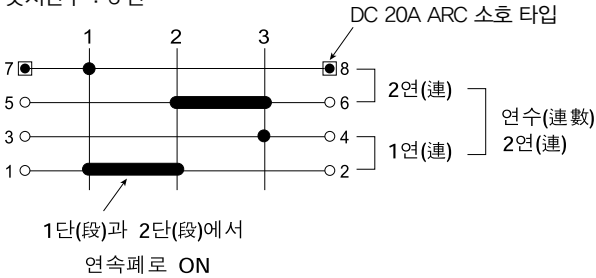 DC 20A ARC 소호 타입
1 2 3
7 8
5 6
2연(連)
연수(連數)
2연(連)
3 4
1연(連)
1 2
1단(段)과 2단(段)에서
연속폐로 ON